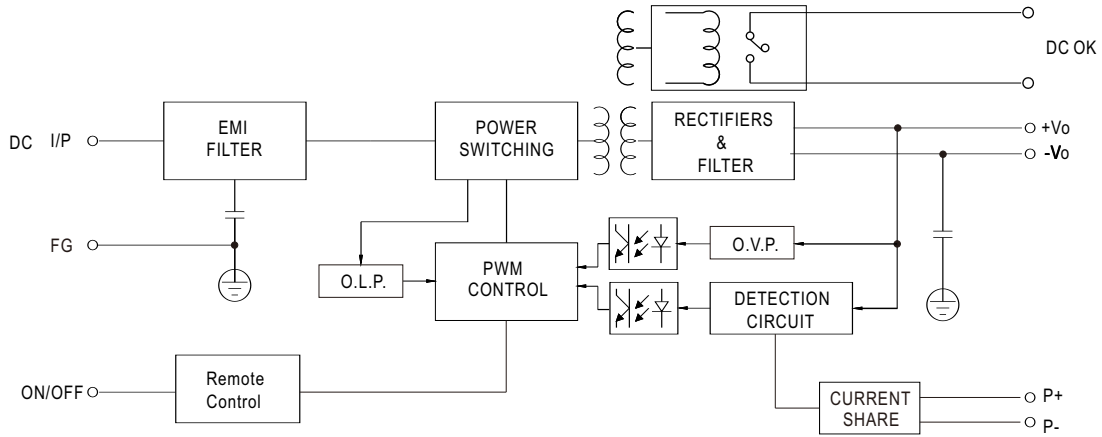 DC OK
EMI
FILTER
POWER
SWITCHING
RECTIFIERS
&
FILTER
+Vo
-Vo
DC I/P
FG
O.L.P.
PWM
CONTROL
O.V.P.
DETECTION
CIRCUIT
ON/OFF
Remote
Control
CURRENT
SHARE
P+
P-